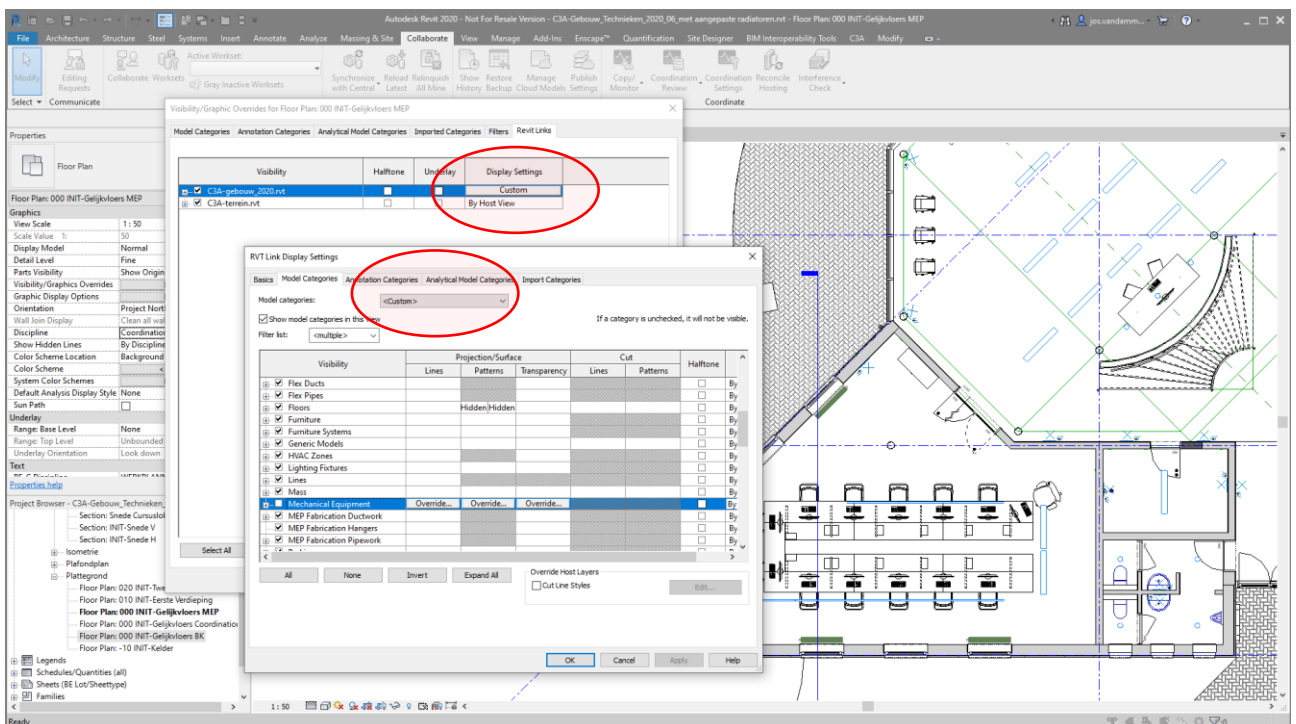 Autodesk Revit 2020 - Not For Resale Version - C3A-Gebouw_Technieken_2020_06_met aangepaste radiatoren.rvt - Floor Plan: 000 INIT-Gelijkvloers MEP
jos.vandamm...
File Architecture Structure Steel Systems Insert Annotate Analyze Massing & Site Collaborate View Manage Add-Ins Enscape™ Quantification Site Designer BIM Interoperability Tools C3A Modify
Active Workset:
Gray Inactive Worksets
Modify
Editing Requests
Collaborate
Worksets
Synchronize with Central
Reload Latest
Relinquish All Mine
Show History
Restore Backup
Manage Cloud Models
Publish Settings
Copy/ Monitor
Coordination Review
Coordination Settings
Reconcile Hosting
Interference Check
Select
Communicate
Coordinate
Visibility/Graphic Overrides for Floor Plan: 000 INIT-Gelijkvloers MEP
Model Categories Annotation Categories Analytical Model Categories Imported Categories Filters Revit Links
Visibility Halftone Underlay Display Settings
C3A-gebouw_2020.rvt Custom
C3A-terrein.rvt By Host View
Select All
Properties
Floor Plan
Floor Plan: 000 INIT-Gelijkvloers MEP
Graphics
View Scale 1 : 50
Scale Value 1: 50
Display Model Normal
Detail Level Fine
Parts Visibility Show Origin
Visibility/Graphics Overrides
Graphic Display Options
Orientation Project Nort
Wall Join Display Clean all wal
Discipline Coordination
Show Hidden Lines By Discipline
Color Scheme Location Background
Color Scheme <
System Color Schemes
Default Analysis Display Style None
Sun Path
Underlay
Range: Base Level None
Range: Top Level Unbounded
Underlay Orientation Look down
Text
Properties help
Project Browser - C3A-Gebouw_Technieken_
Section: Snede Cursuslok
Section: INIT-Snede V
Section: INIT-Snede H
Isometrie
Plafondplan
Plattegrond
Floor Plan: 020 INIT-Twe
Floor Plan: 010 INIT-Eerste Verdieping
Floor Plan: 000 INIT-Gelijkvloers MEP
Floor Plan: 000 INIT-Gelijkvloers Coordination
Floor Plan: 000 INIT-Gelijkvloers BK
Floor Plan: -10 INIT-Kelder
Legends
Schedules/Quantities (all)
Sheets (BE Lot/Sheettype)
Families
RVT Link Display Settings
Basics Model Categories Annotation Categories Analytical Model Categories Import Categories
Model categories: <Custom>
Show model categories in this view
If a category is unchecked, it will not be visible.
Filter list: <multiple>
Visibility Projection/Surface Cut Halftone
Lines Patterns Transparency Lines Patterns
Flex Ducts By
Flex Pipes By
Floors Hidden Hidden By
Furniture By
Furniture Systems By
Generic Models By
HVAC Zones By
Lighting Fixtures By
Lines By
Mass By
Mechanical Equipment Override... Override... Override... By
MEP Fabrication Ductwork By
MEP Fabrication Hangers By
MEP Fabrication Pipework By
All None Invert Expand All
Override Host Layers
Cut Line Styles
Edit...
OK Cancel Apply Help
1 : 50
Ready